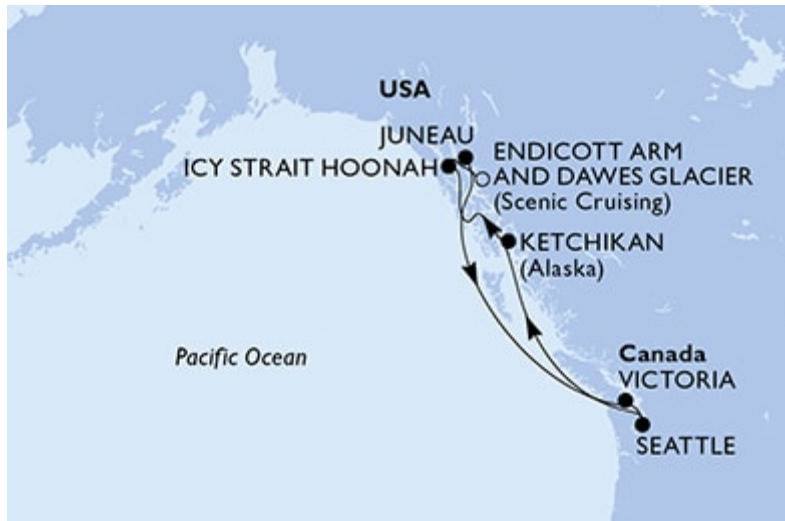 USA
JUNEAU
ICY STRAIT HOONAH
ENDICOTT ARM
AND DAWES GLACIER
(Scenic Cruising)
KETCHIKAN
(Alaska)
Pacific Ocean
Canada
VICTORIA
SEATTLE